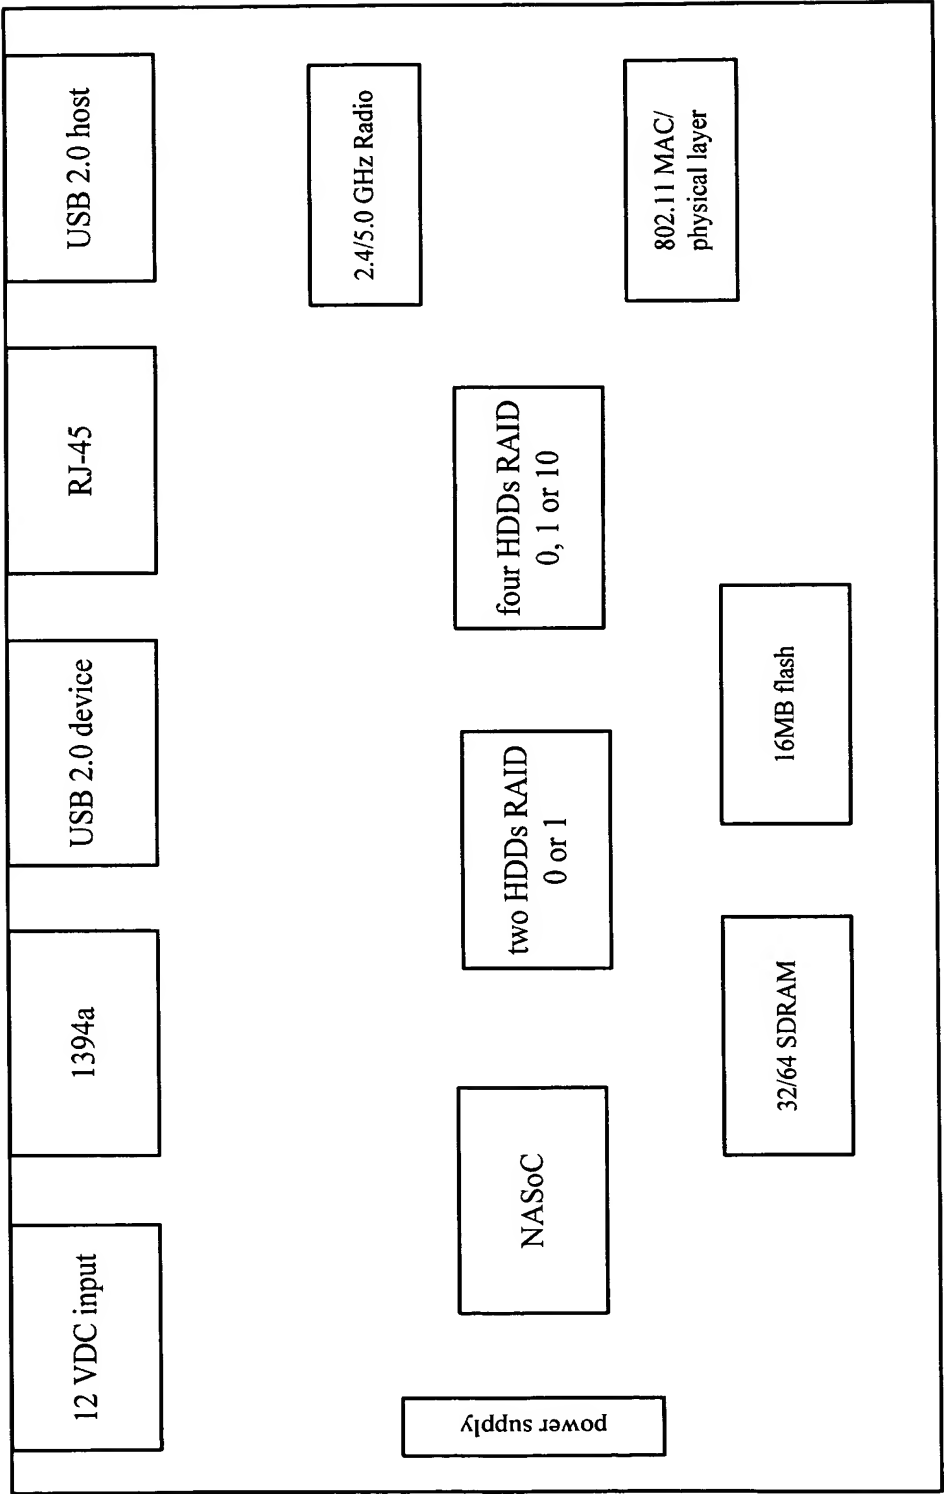 12 VDC input
1394a
USB 2.0 device
RJ-45
USB 2.0 host
2.4/5.0 GHz Radio
power supply
NASoC
two HDDs RAID
0 or 1
four HDDs RAID
0, 1 or 10
802.11 MAC/
physical layer
32/64 SDRAM
16MB flash